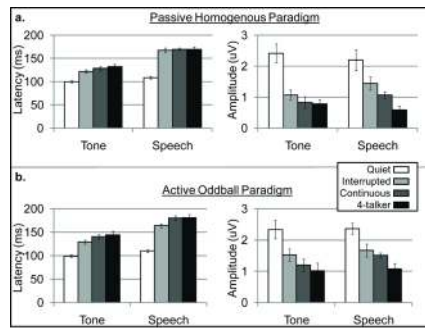 a. Passive Homogenous Paradigm
Latency (ms)
200
150
100
50
0
Tone Speech
Amplitude (uV)
3
2
1
0
Tone Speech
Quiet
Interrupted
Continuous
4-talker
b. Active Oddball Paradigm
Latency (ms)
200
150
100
50
0
Tone Speech
Amplitude (uV)
3
2
1
0
Tone Speech